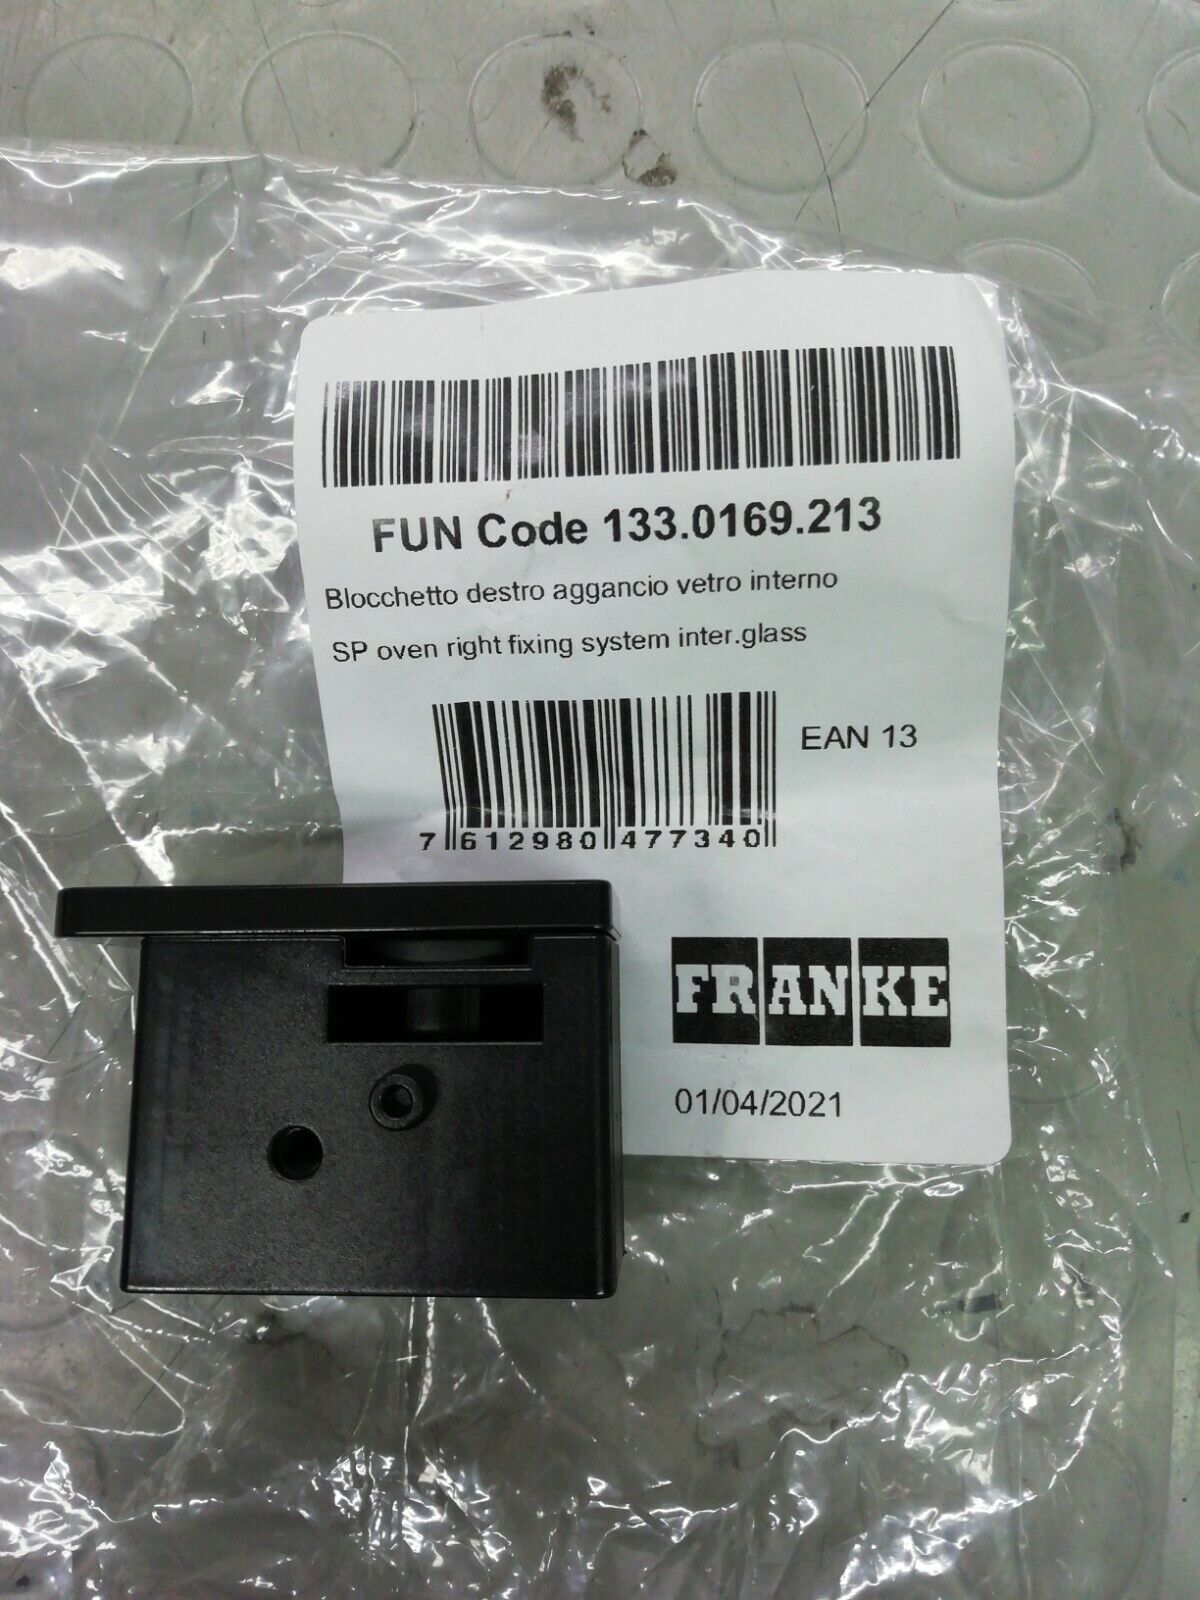 FUN Code 133.0169.213
Blocchetto destro aggancio vetro interno
SP oven right fixing system inter.glass
EAN 13
7 612980 477340
FRANKE
01/04/2021